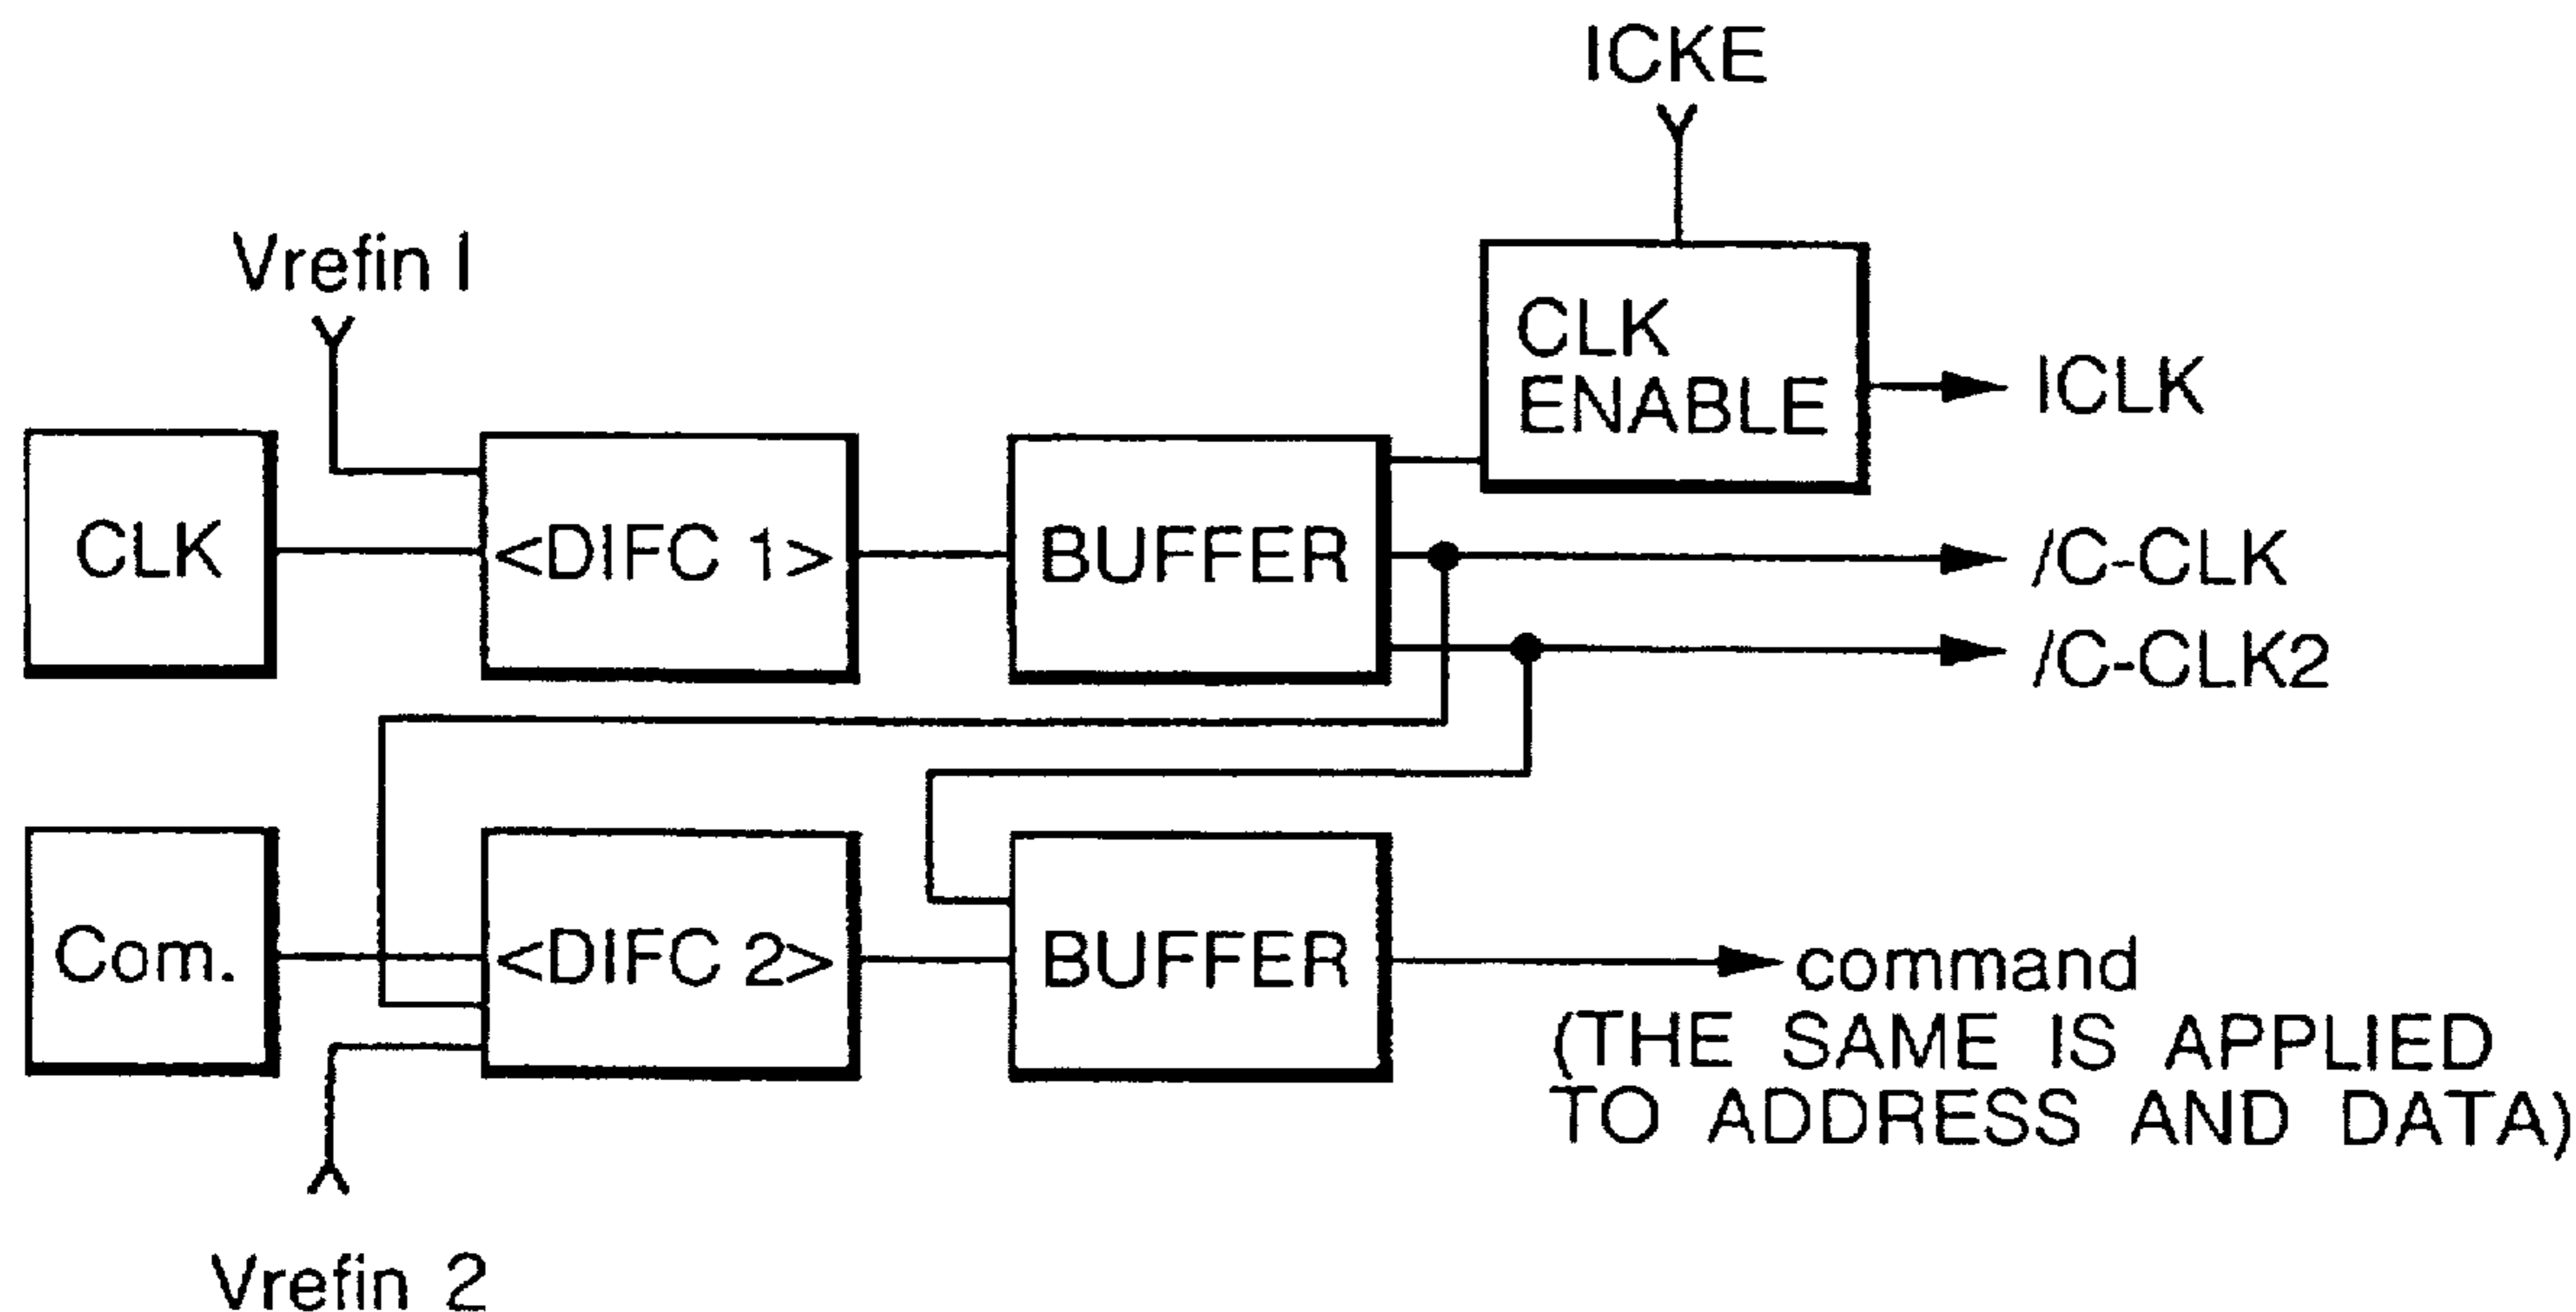 ICKE
Vrefin I
CLK
ENABLE
ICLK
CLK
<DIFC 1>
BUFFER
/C-CLK
/C-CLK2
Com.
<DIFC 2>
BUFFER
command
(THE SAME IS APPLIED
TO ADDRESS AND DATA)
Vrefin 2